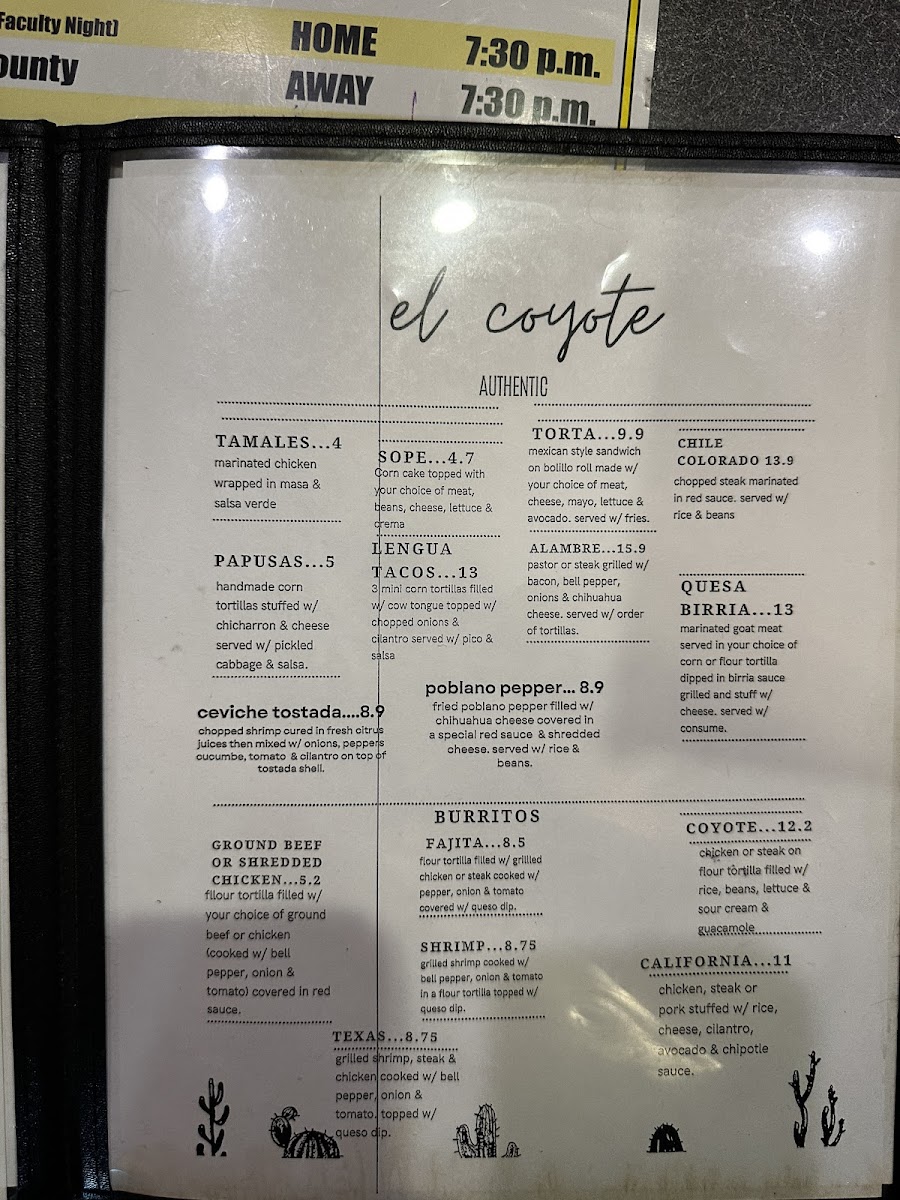 Faculty Night)
HOME
7:30 p.m.
ounty
AWAY
7:30 p.m.
el coyote
AUTHENTIC
TAMALES...4
marinated chicken
wrapped in masa &
salsa verde
PAPUSAS...5
handmade corn
tortillas stuffed w/
chicharron & cheese
served w/ pickled
cabbage & salsa.
SOPE...4.7
Corn cake topped with
your choice of meat,
beans, cheese, lettuce &
crema
LENGUA
TACOS...13
3 mini corn tortillas filled
w/ cow tongue topped w/
chopped onions &
cilantro served w/ pico &
salsa
TORTA...9.9
mexican style sandwich
on bolillo roll made w/
your choice of meat,
cheese, mayo, lettuce &
avocado. served w/ fries.
ALAMBRE...15.9
pastor or steak grilled w/
bacon, bell pepper,
onions & chihuahua
cheese. served w/ order
of tortillas.
CHILE
COLORADO 13.9
chopped steak marinated
in red sauce. served w/
rice & beans
QUESA
BIRRIA...13
marinated goat meat
served in your choice of
corn or flour tortilla
dipped in birria sauce
grilled and stuff w/
cheese. served w/
consume.
ceviche tostada....8.9
chopped shrimp cured in fresh citrus
juices then mixed w/ onions, peppers
cucumbe, tomato & cilantro on top of
tostada shell.
poblano pepper... 8.9
fried poblano pepper filled w/
chihuahua cheese covered in
a special red sauce & shredded
cheese. served w/ rice &
beans.
BURRITOS
GROUND BEEF
OR SHREDDED
CHICKEN...5.2
fllour tortilla filled w/
your choice of ground
beef or chicken
(cooked w/ bell
pepper, onion &
tomato) covered in red
sauce.
FAJITA...8.5
flour tortilla filled w/ grillled
chicken or steak cooked w/
pepper, onion & tomato
covered w/ queso dip.
SHRIMP...8.75
grilled shrimp cooked w/
bell pepper, onion & tomato
in a flour tortilla topped w/
queso dip.
COYOTE...12.2
chicken or steak on
flour tortilla filled w/
rice, beans, lettuce &
sour cream &
guacamole
CALIFORNIA...11
chicken, steak or
pork stuffed w/ rice,
cheese, cilantro,
avocado & chipotle
sauce.
TEXAS...8.75
grilled shrimp, steak &
chicken cooked w/ bell
pepper, onion &
tomato. topped w/
queso dip.